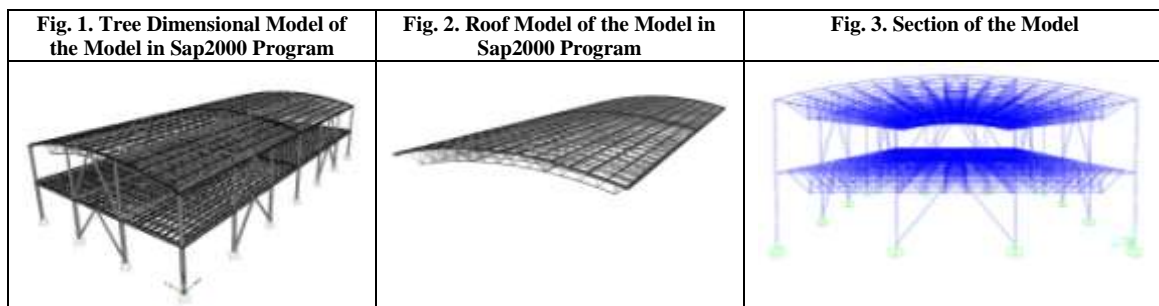 Fig. 1. Tree Dimensional Model of
the Model in Sap2000 Program
Fig. 2. Roof Model of the Model in
Sap2000 Program
Fig. 3. Section of the Model